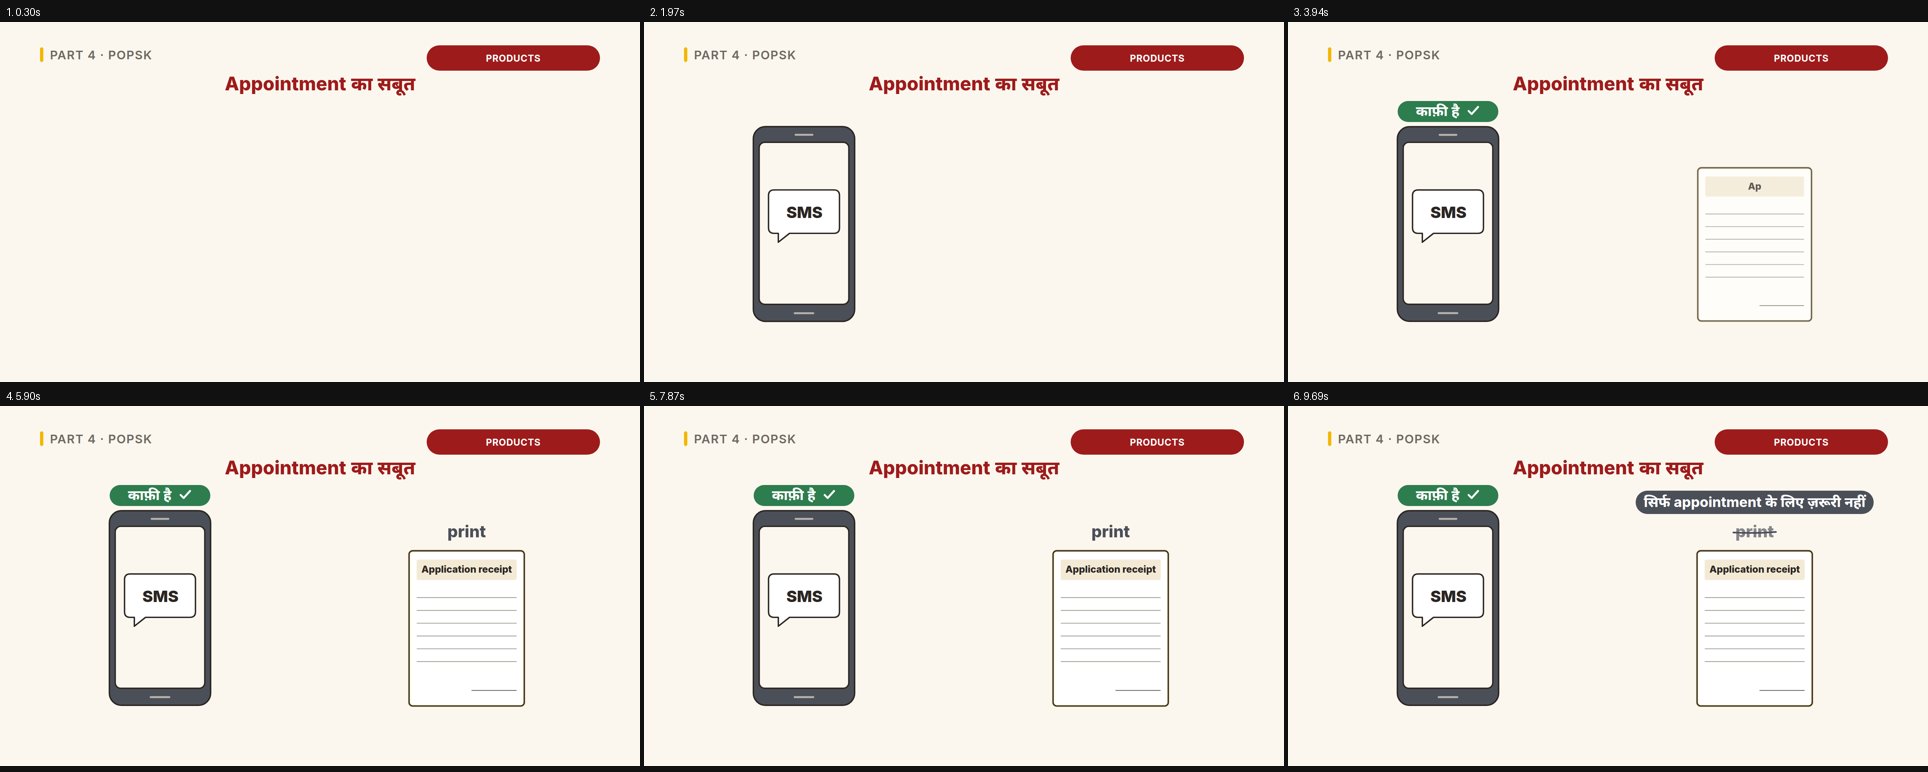 1. 0.30s
PART 4 · POPSK
PRODUCTS
Appointment का सबूत
2. 1.97s
PART 4 · POPSK
PRODUCTS
Appointment का सबूत
SMS
3. 3.94s
PART 4 · POPSK
PRODUCTS
Appointment का सबूत
काफ़ी है ✓
SMS
Ap
4. 5.90s
PART 4 · POPSK
PRODUCTS
Appointment का सबूत
काफ़ी है ✓
print
SMS
Application receipt
5. 7.87s
PART 4 · POPSK
PRODUCTS
Appointment का सबूत
काफ़ी है ✓
print
SMS
Application receipt
6. 9.69s
PART 4 · POPSK
PRODUCTS
Appointment का सबूत
काफ़ी है ✓
सिर्फ appointment के लिए ज़रूरी नहीं
print
SMS
Application receipt